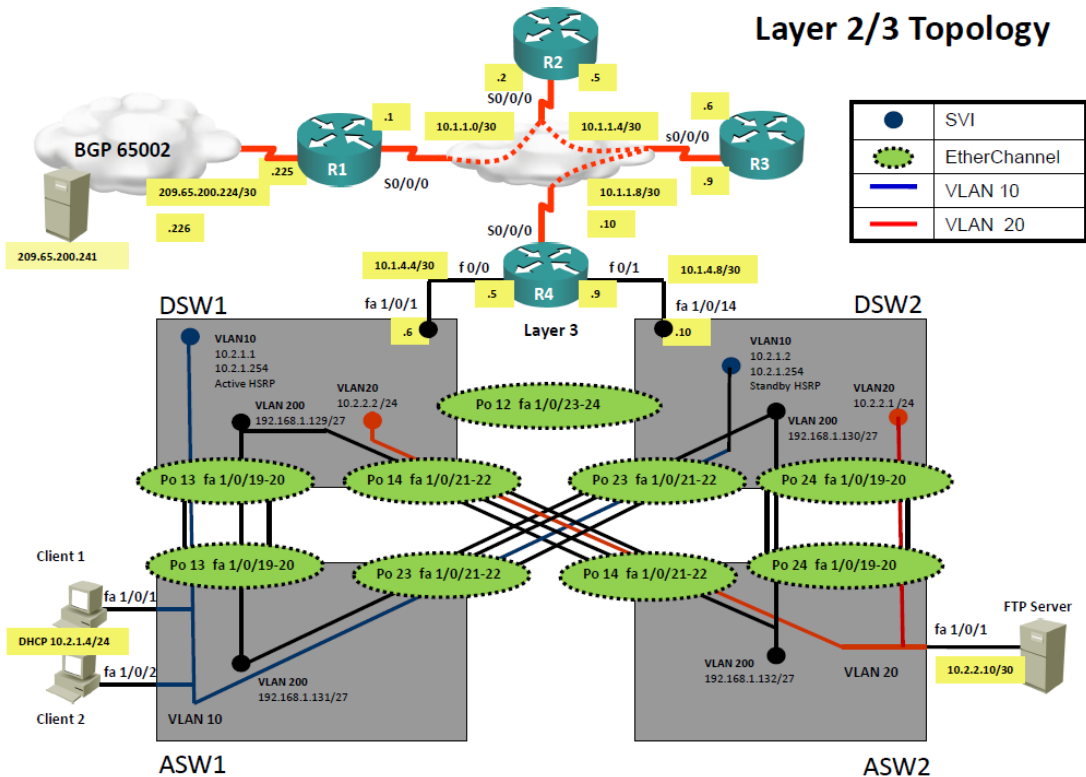 Layer 2/3 Topology
R2
.2
.5
S0/0/0
.1
10.1.1.0/30
10.1.1.4/30
.6
s0/0/0
BGP 65002
R1
R3
.225
S0/0/0
209.65.200.224/30
10.1.1.8/30
.9
.226
.10
209.65.200.241
S0/0/0
SVI
EtherChannel
VLAN 10
VLAN 20
10.1.4.4/30
f 0/0
f 0/1
10.1.4.8/30
.5
R4
.9
DSW1
fa 1/0/1
Layer 3
fa 1/0/14
DSW2
.6
.10
VLAN10
10.2.1.1
10.2.1.254
Active HSRP
VLAN20
10.2.2.2/24
VLAN 200
192.168.1.129/27
Po 12 fa 1/0/23-24
VLAN10
10.2.1.2
10.2.1.254
Standby HSRP
VLAN20
10.2.2.1/24
VLAN 200
192.168.1.130/27
Po 13 fa 1/0/19-20
Po 14 fa 1/0/21-22
Po 23 fa 1/0/21-22
Po 24 fa 1/0/19-20
Po 13 fa 1/0/19-20
Po 23 fa 1/0/21-22
Po 14 fa 1/0/21-22
Po 24 fa 1/0/19-20
Client 1
fa 1/0/1
DHCP 10.2.1.4/24
fa 1/0/2
Client 2
VLAN 200
192.168.1.131/27
VLAN 10
VLAN 200
192.168.1.132/27
VLAN 20
FTP Server
fa 1/0/1
10.2.2.10/30
ASW1
ASW2